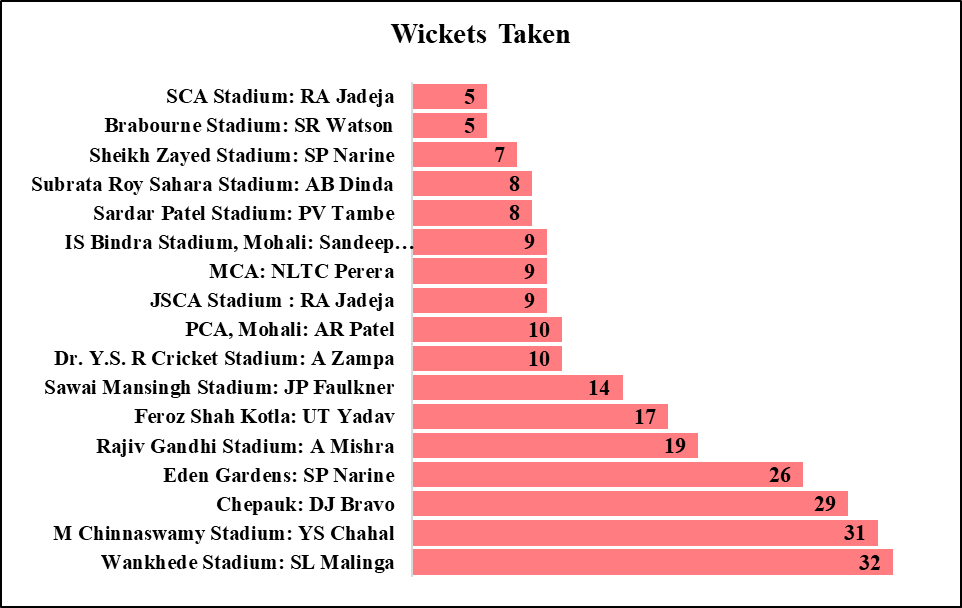 Wickets Taken
SCA Stadium: RA Jadeja 5
Brabourne Stadium: SR Watson 5
Sheikh Zayed Stadium: SP Narine 7
Subrata Roy Sahara Stadium: AB Dinda 8
Sardar Patel Stadium: PV Tambe 8
IS Bindra Stadium, Mohali: Sandeep… 9
MCA: NLTC Perera 9
JSCA Stadium : RA Jadeja 9
PCA, Mohali: AR Patel 10
Dr. Y.S. R Cricket Stadium: A Zampa 10
Sawai Mansingh Stadium: JP Faulkner 14
Feroz Shah Kotla: UT Yadav 17
Rajiv Gandhi Stadium: A Mishra 19
Eden Gardens: SP Narine 26
Chepauk: DJ Bravo 29
M Chinnaswamy Stadium: YS Chahal 31
Wankhede Stadium: SL Malinga 32